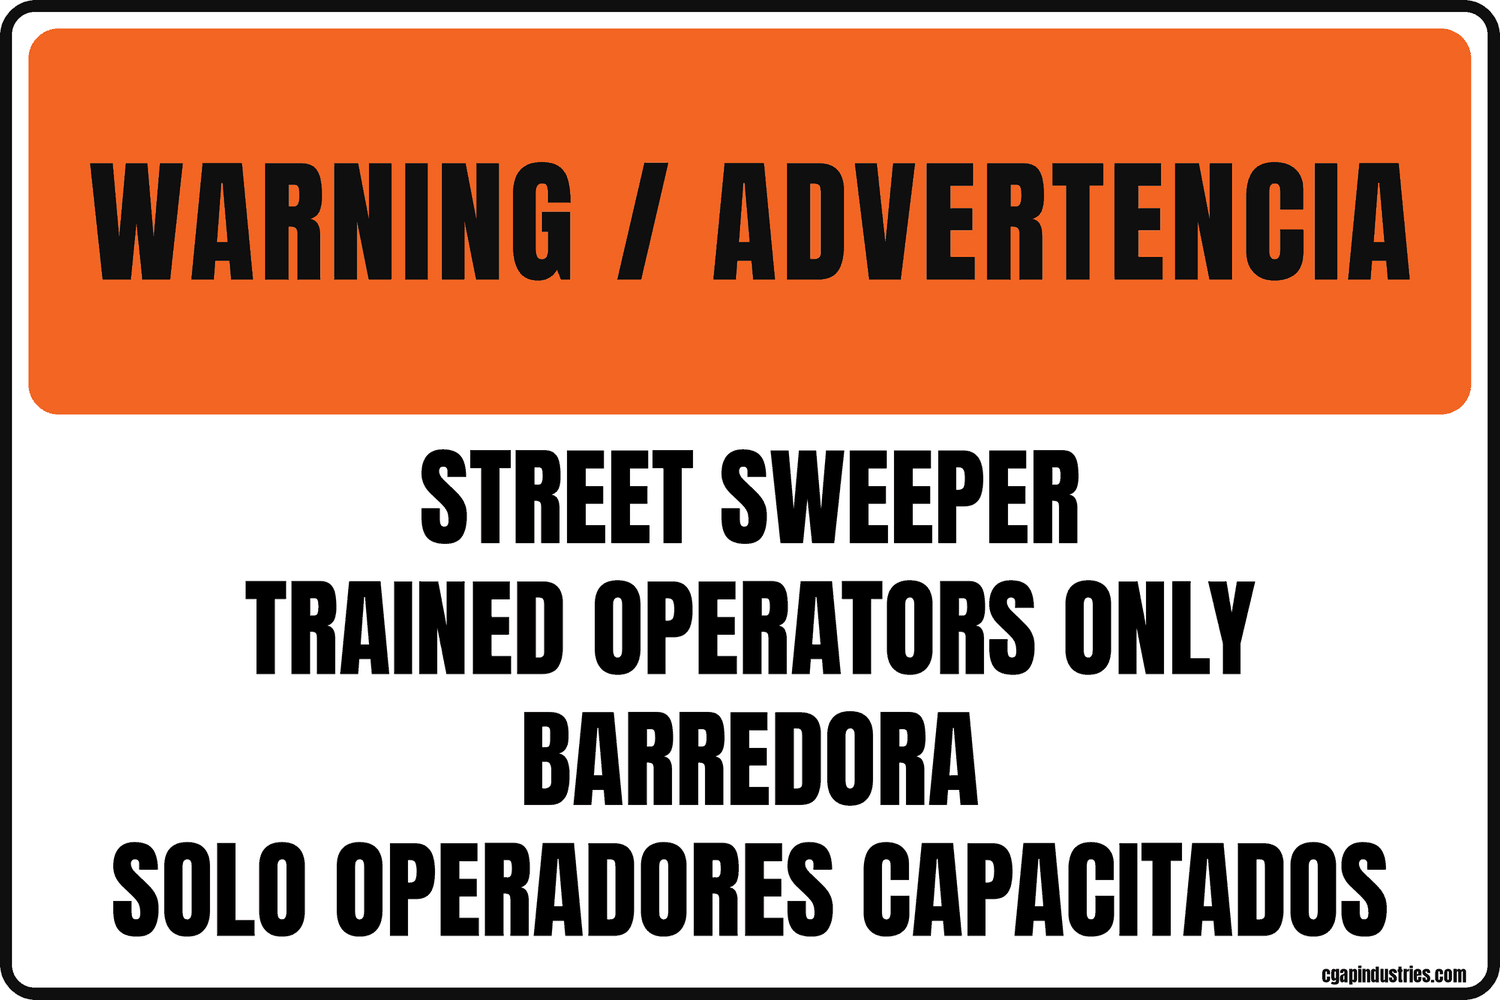 WARNING / ADVERTENCIA
STREET SWEEPER
TRAINED OPERATORS ONLY
BARREDORA
SOLO OPERADORES CAPACITADOS
cgapindustries.com